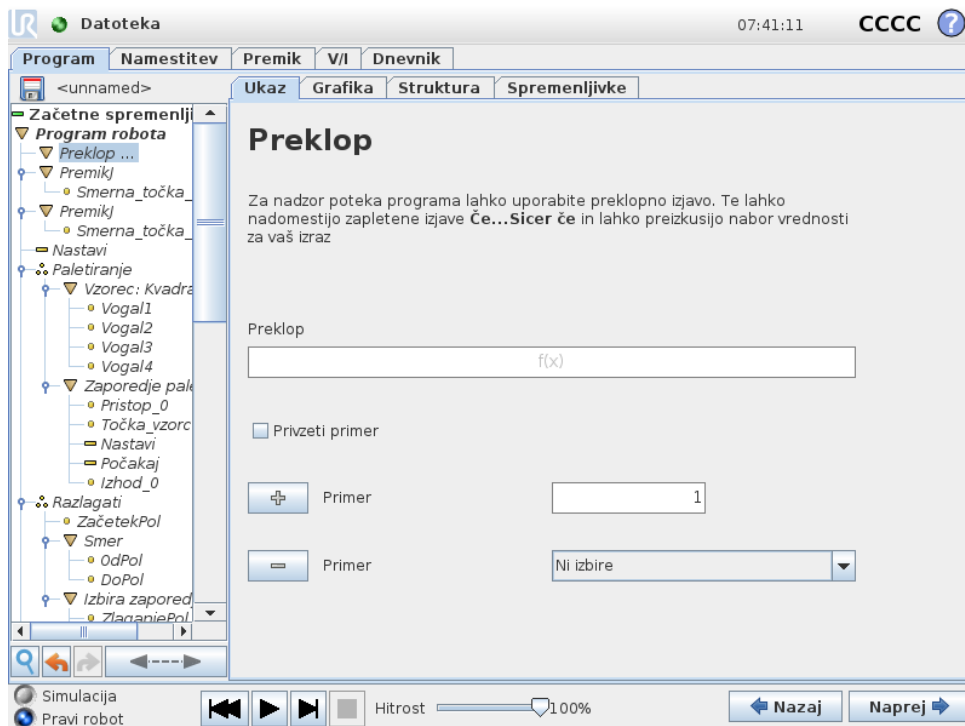 UR
Datoteka
07:41:11
CCCC
?
Program
Namestitev
Premik
V/I
Dnevnik
<unnamed>
Ukaz
Grafika
Struktura
Spremenljivke
Začetne spremenlji
Program robota
Preklop ...
PremikJ
Smerna_točka_
PremikJ
Smerna_točka_
Nastavi
Paletiranje
Vzorec: Kvadra
Vogal1
Vogal2
Vogal3
Vogal4
Zaporedje pale
Pristop_0
Točka_vzorc
Nastavi
Počakaj
Izhod_0
Razlagati
ZačetekPol
Smer
OdPol
DoPol
Izbira zapored
ZlaganjePol
Preklop
Za nadzor poteka programa lahko uporabite preklopno izjavo. Te lahko
nadomestijo zapletene izjave Če...Sicer če in lahko preizkusijo nabor vrednosti
za vaš izraz
Preklop
f(x)
Privzeti primer
Primer
1
Primer
Ni izbire
Simulacija
Pravi robot
Hitrost
100%
Nazaj
Naprej